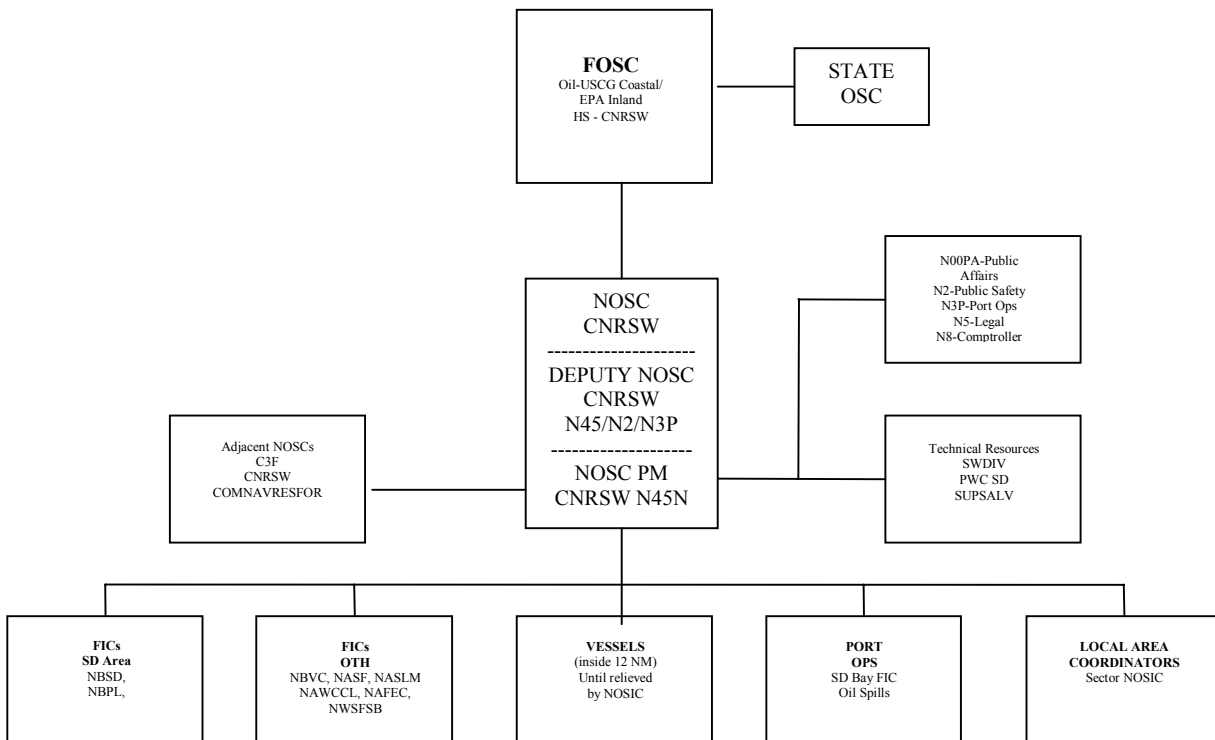 FOSC
Oil-USCG Coastal/
EPA Inland
HS - CNRSW
STATE
OSC
N00PA-Public
Affairs
N2-Public Safety
N3P-Port Ops
N5-Legal
N8-Comptroller
NOSC
CNRSW
-----------------------
DEPUTY NOSC
CNRSW
N45/N2/N3P
----------------------
NOSC PM
CNRSW N45N
Adjacent NOSCs
C3F
CNRSW
COMNAVRESFOR
Technical Resources
SWDIV
PWC SD
SUPSALV
FICs
SD Area
NBSD,
NBPL,
FICs
OTH
NBVC, NASF, NASLM
NAWCCL, NAFEC,
NWSFSB
VESSELS
(inside 12 NM)
Until relieved
by NOSIC
PORT
OPS
SD Bay FIC
Oil Spills
LOCAL AREA
COORDINATORS
Sector NOSIC